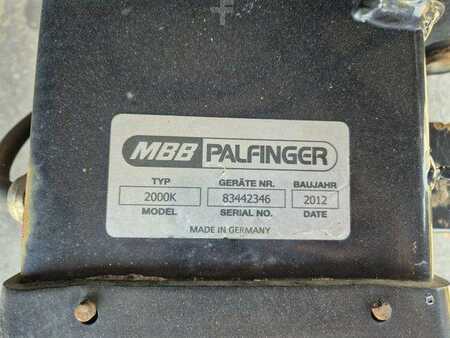 MBB PALFINGER
TYP GERÄTE NR. BAUJAHR
2000K 83442346 2012
MODEL SERIAL NO. DATE
MADE IN GERMANY